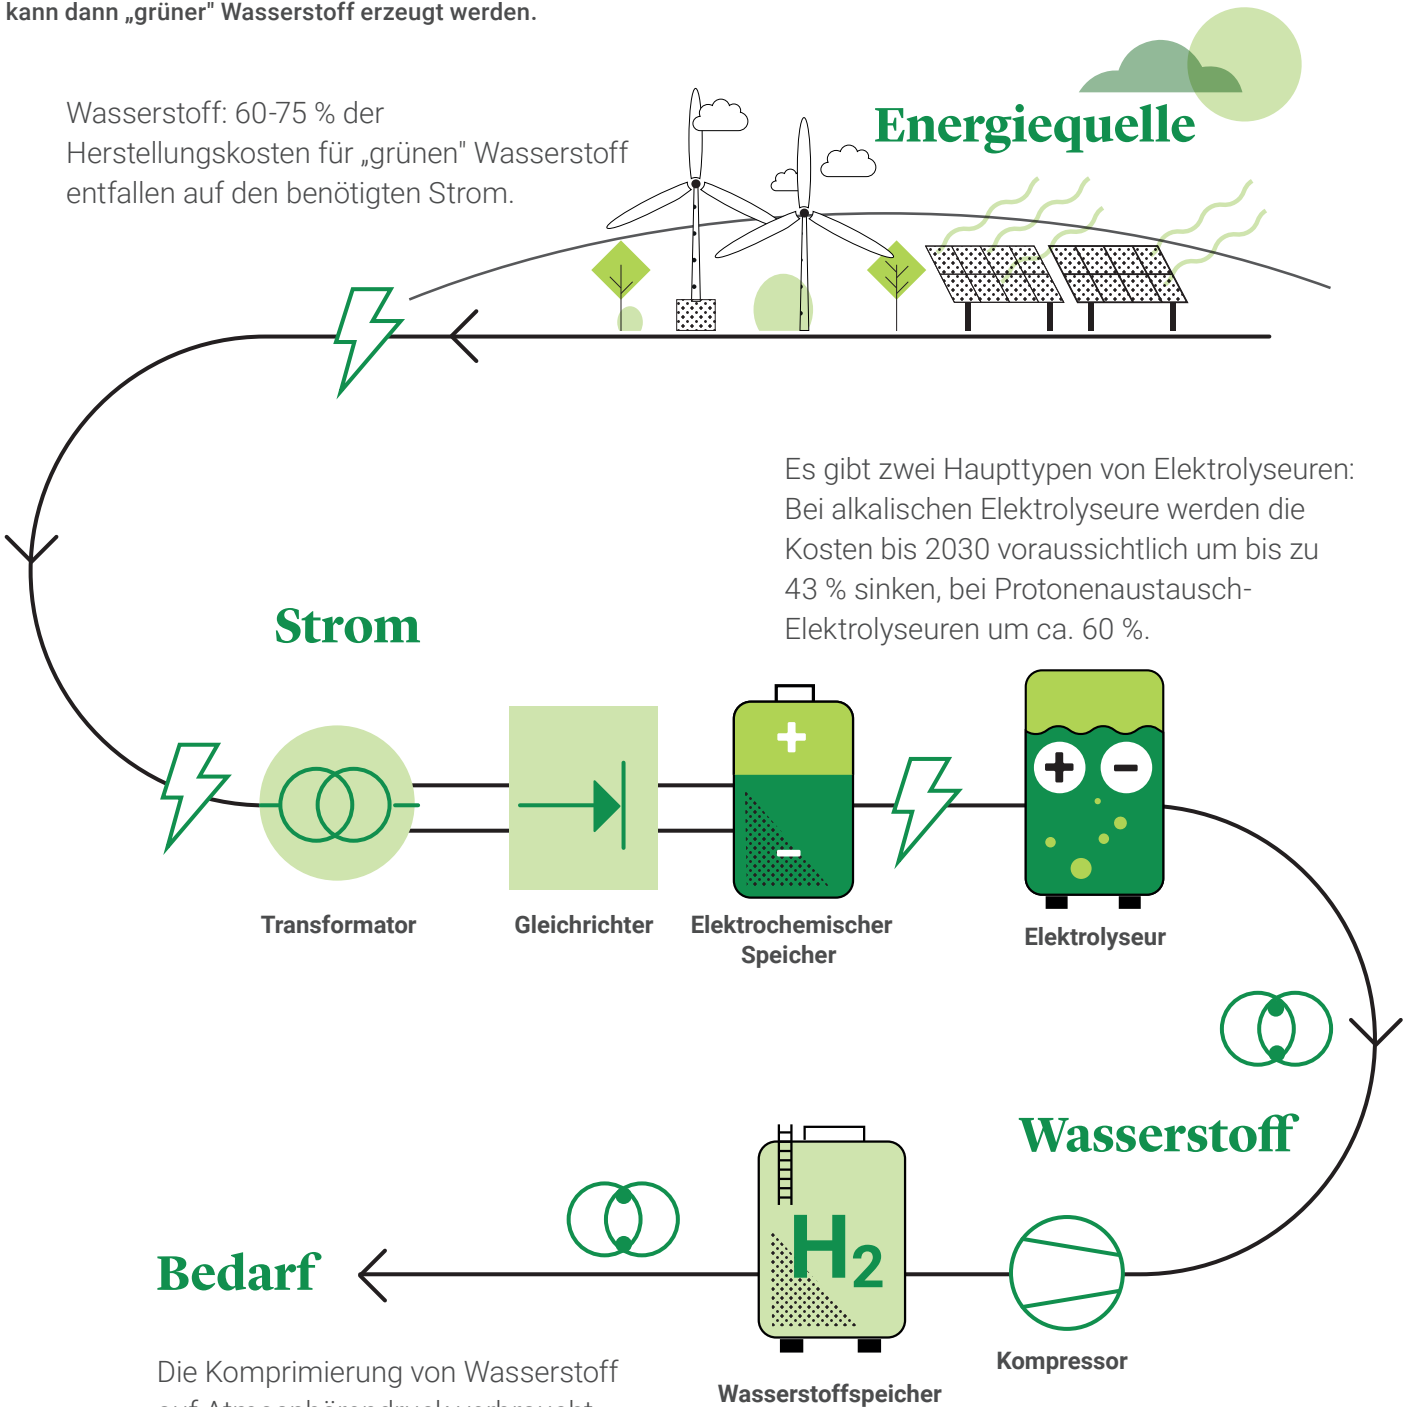 kann dann „grüner" Wasserstoff erzeugt werden.
Wasserstoff: 60-75 % der
Herstellungskosten für „grünen" Wasserstoff
entfallen auf den benötigten Strom.
Energiequelle
Es gibt zwei Haupttypen von Elektrolyseuren:
Bei alkalischen Elektrolyseure werden die
Kosten bis 2030 voraussichtlich um bis zu
43 % sinken, bei Protonenaustausch-
Elektrolyseuren um ca. 60 %.
Strom
Transformator
Gleichrichter
Elektrochemischer
Speicher
Elektrolyseur
Wasserstoff
H2
Bedarf
Kompressor
Wasserstoffspeicher
Die Komprimierung von Wasserstoff
auf Atmosphärendruck verbraucht